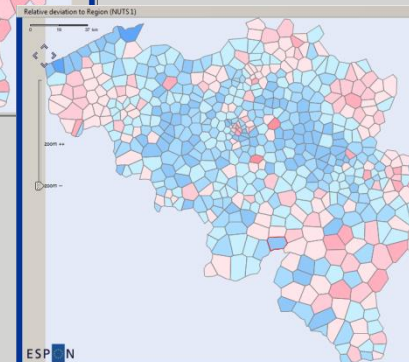 Relative deviation to Region (NUTS1)
zoom ++
zoom --
ESPON